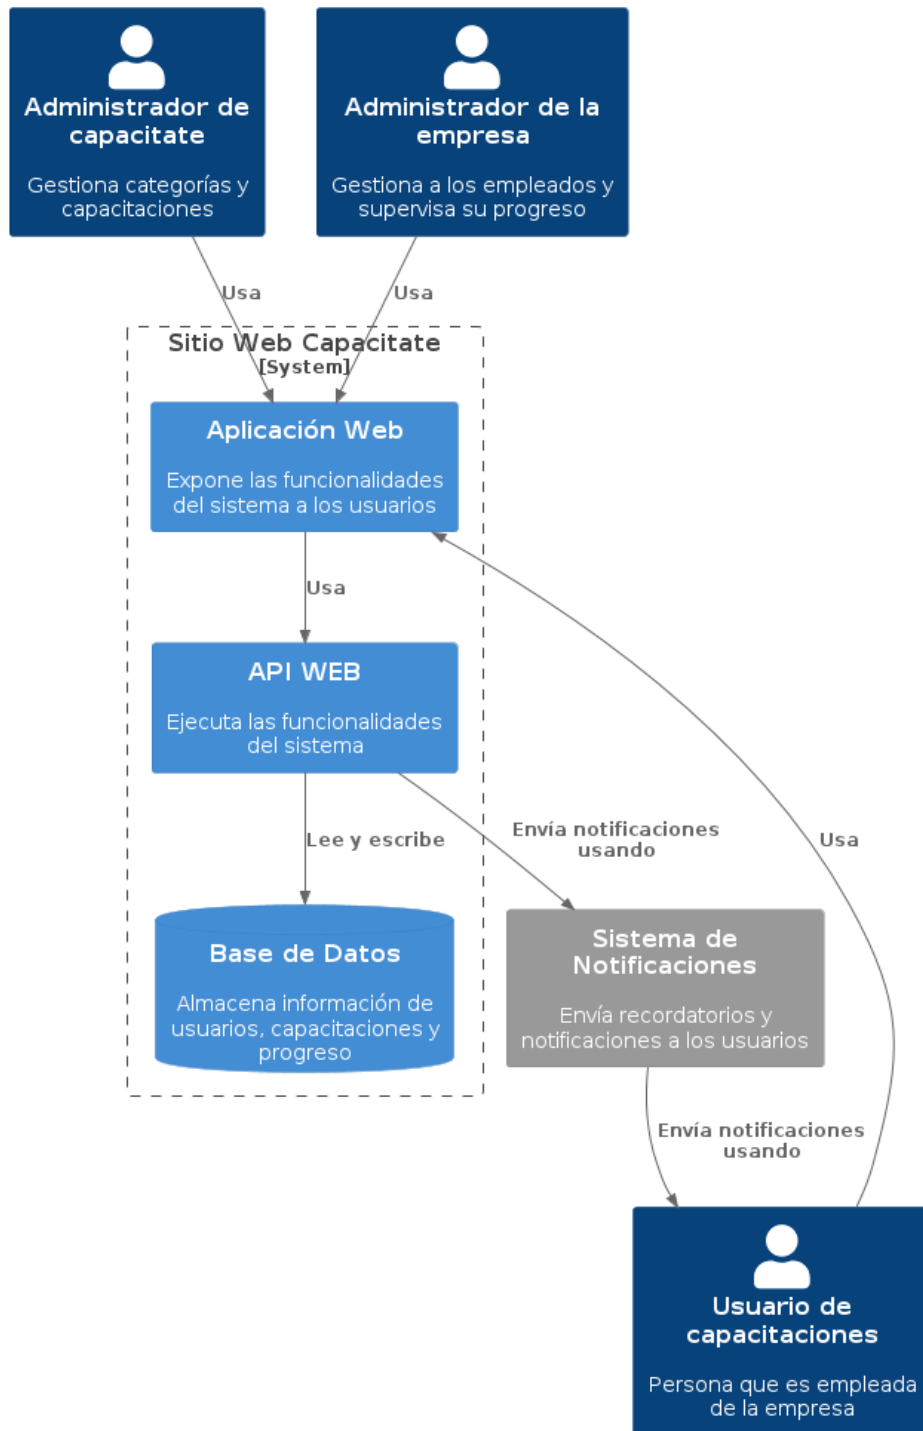 Administrador de
capacitate
Gestiona categorías y
capacitaciones
Administrador de la
empresa
Gestiona a los empleados y
supervisa su progreso
Usa
Usa
Sitio Web Capacitate
[System]
Aplicación Web
Expone las funcionalidades
del sistema a los usuarios
Usa
API WEB
Ejecuta las funcionalidades
del sistema
Lee y escribe
Envía notificaciones
usando
Usa
Base de Datos
Almacena información de
usuarios, capacitaciones y
progreso
Sistema de
Notificaciones
Envía recordatorios y
notificaciones a los usuarios
Envía notificaciones
usando
Usuario de
capacitaciones
Persona que es empleada
de la empresa